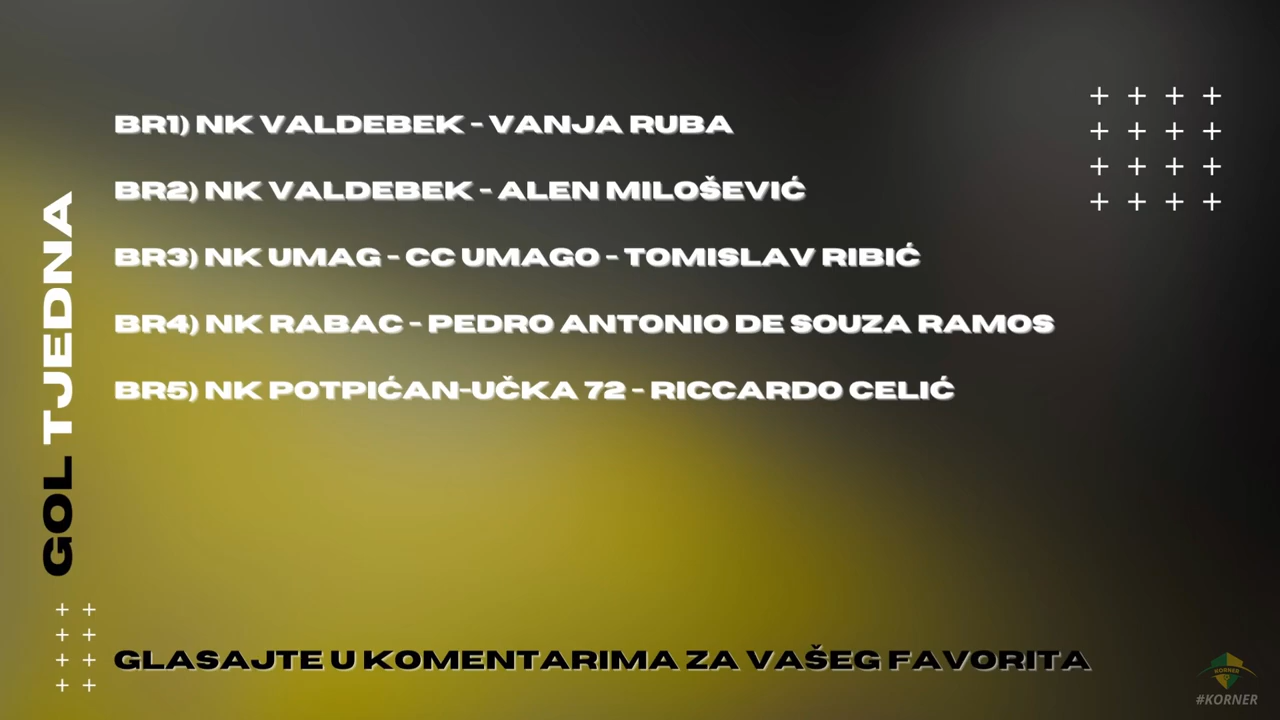 BR1) NK VALDEBEK - VANJA RUBA
BR2) NK VALDEBEK - ALEN MILOŠEVIĆ
BR3) NK UMAG - CC UMAGO - TOMISLAV RIBIĆ
BR4) NK RABAC - PEDRO ANTONIO DE SOUZA RAMOS
BR5) NK POTPIĆAN-UČKA 72 - RICCARDO CELIĆ
GOL TJEDNA
GLASAJTE U KOMENTARIMA ZA VAŠEG FAVORITA
KORNER
#KORNER